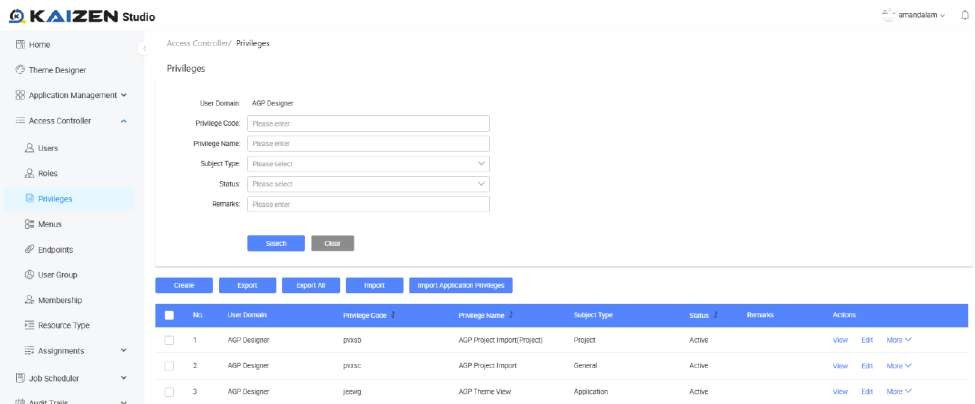 KAIZEN Studio
amandalam
Home
Theme Designer
Application Management
Access Controller
Users
Roles
Privileges
Menus
Endpoints
User Group
Membership
Resource Type
Assignments
Job Scheduler
Audit Trails
Access Controller/ Privileges
Privileges
User Domain: AGP Designer
Privilege Code: Please enter
Privilege Name: Please enter
Subject Type: Please select
Status: Please select
Remarks: Please enter
Search Clear
Create Export Export All Import Import Application Privileges
No. User Domain Privilege Code Privilege Name Subject Type Status Remarks Actions
1 AGP Designer pvxsb AGP Project Import(Project) Project Active View Edit More
2 AGP Designer pvxsc AGP Project Import General Active View Edit More
3 AGP Designer jeewg AGP Theme View Application Active View Edit More